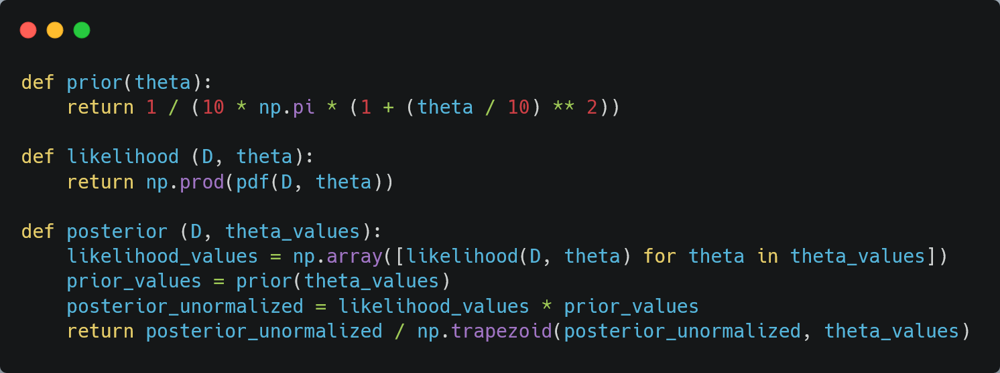 def prior(theta):
    return 1 / (10 * np.pi * (1 + (theta / 10) ** 2))

def likelihood (D, theta):
    return np.prod(pdf(D, theta))

def posterior (D, theta_values):
    likelihood_values = np.array([likelihood(D, theta) for theta in theta_values])
    prior_values = prior(theta_values)
    posterior_unormalized = likelihood_values * prior_values
    return posterior_unormalized / np.trapezoid(posterior_unormalized, theta_values)